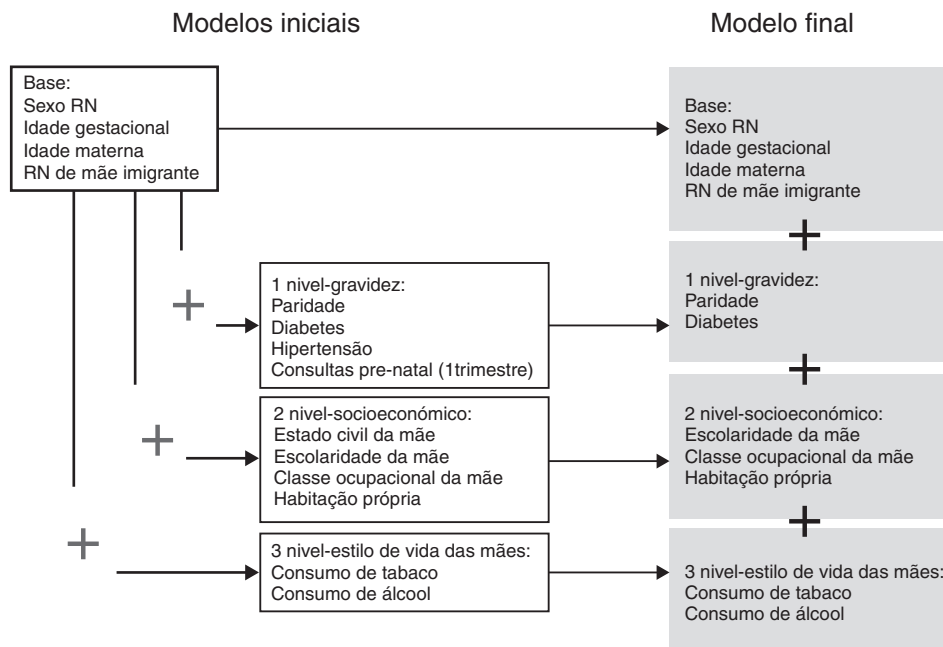 Modelos iniciais
Modelo final
Base:
Sexo RN
Idade gestacional
Idade materna
RN de mãe imigrante
Base:
Sexo RN
Idade gestacional
Idade materna
RN de mãe imigrante
1 nivel-gravidez:
Paridade
Diabetes
Hipertensão
Consultas pre-natal (1trimestre)
1 nivel-gravidez:
Paridade
Diabetes
2 nivel-socioeconómico:
Estado civil da mãe
Escolaridade da mãe
Classe ocupacional da mãe
Habitação própria
2 nivel-socioeconómico:
Escolaridade da mãe
Classe ocupacional da mãe
Habitação própria
3 nivel-estilo de vida das mães:
Consumo de tabaco
Consumo de álcool
3 nivel-estilo de vida das mães:
Consumo de tabaco
Consumo de álcool